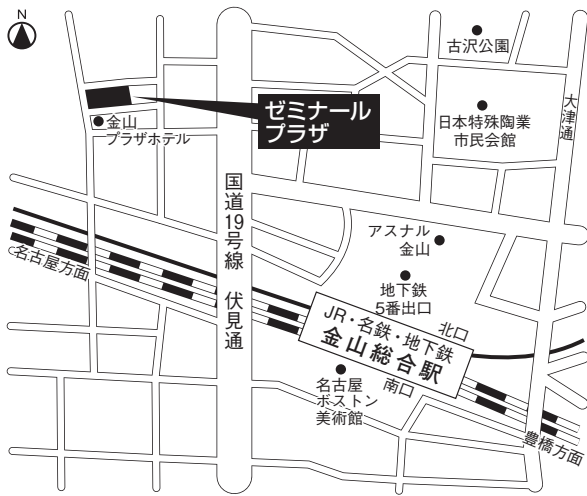 N
古沢公園
大津通
ゼミナール
プラザ
金山
プラザホテル
日本特殊陶業
市民会館
国道19号線 伏見通
アスナル
金山
名古屋方面
地下鉄
5番出口
北口
JR・名鉄・地下鉄
金山総合駅
南口
名古屋
ボストン
美術館
豊橋方面